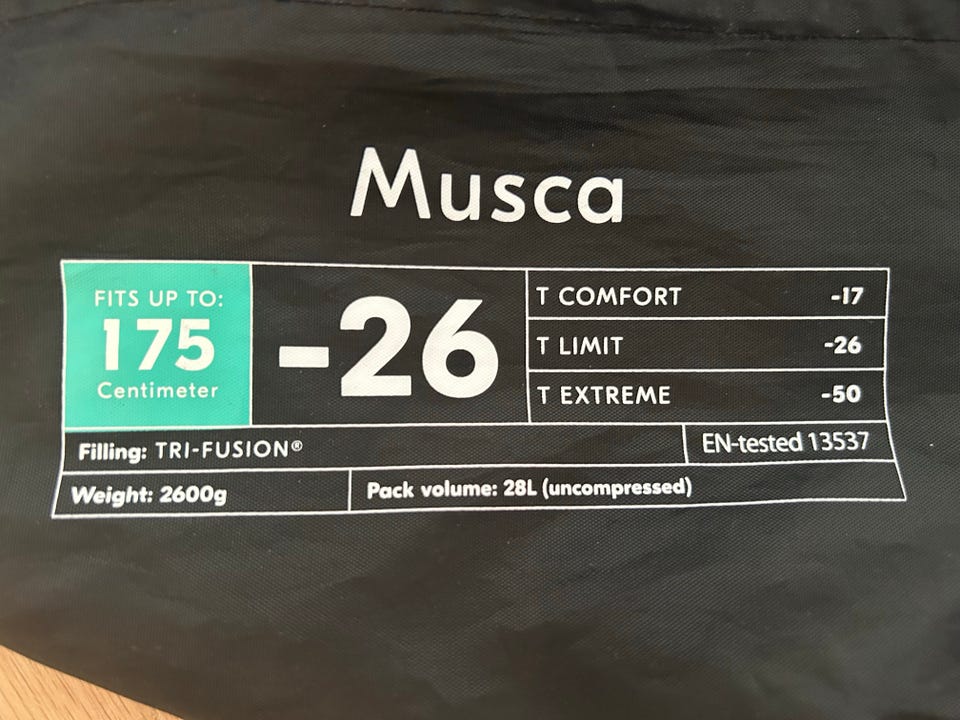 Musca
FITS UP TO:
175
Centimeter
-26
T COMFORT -17
T LIMIT -26
T EXTREME -50
Filling: TRI-FUSION®
EN-tested 13537
Weight: 2600g
Pack volume: 28L (uncompressed)